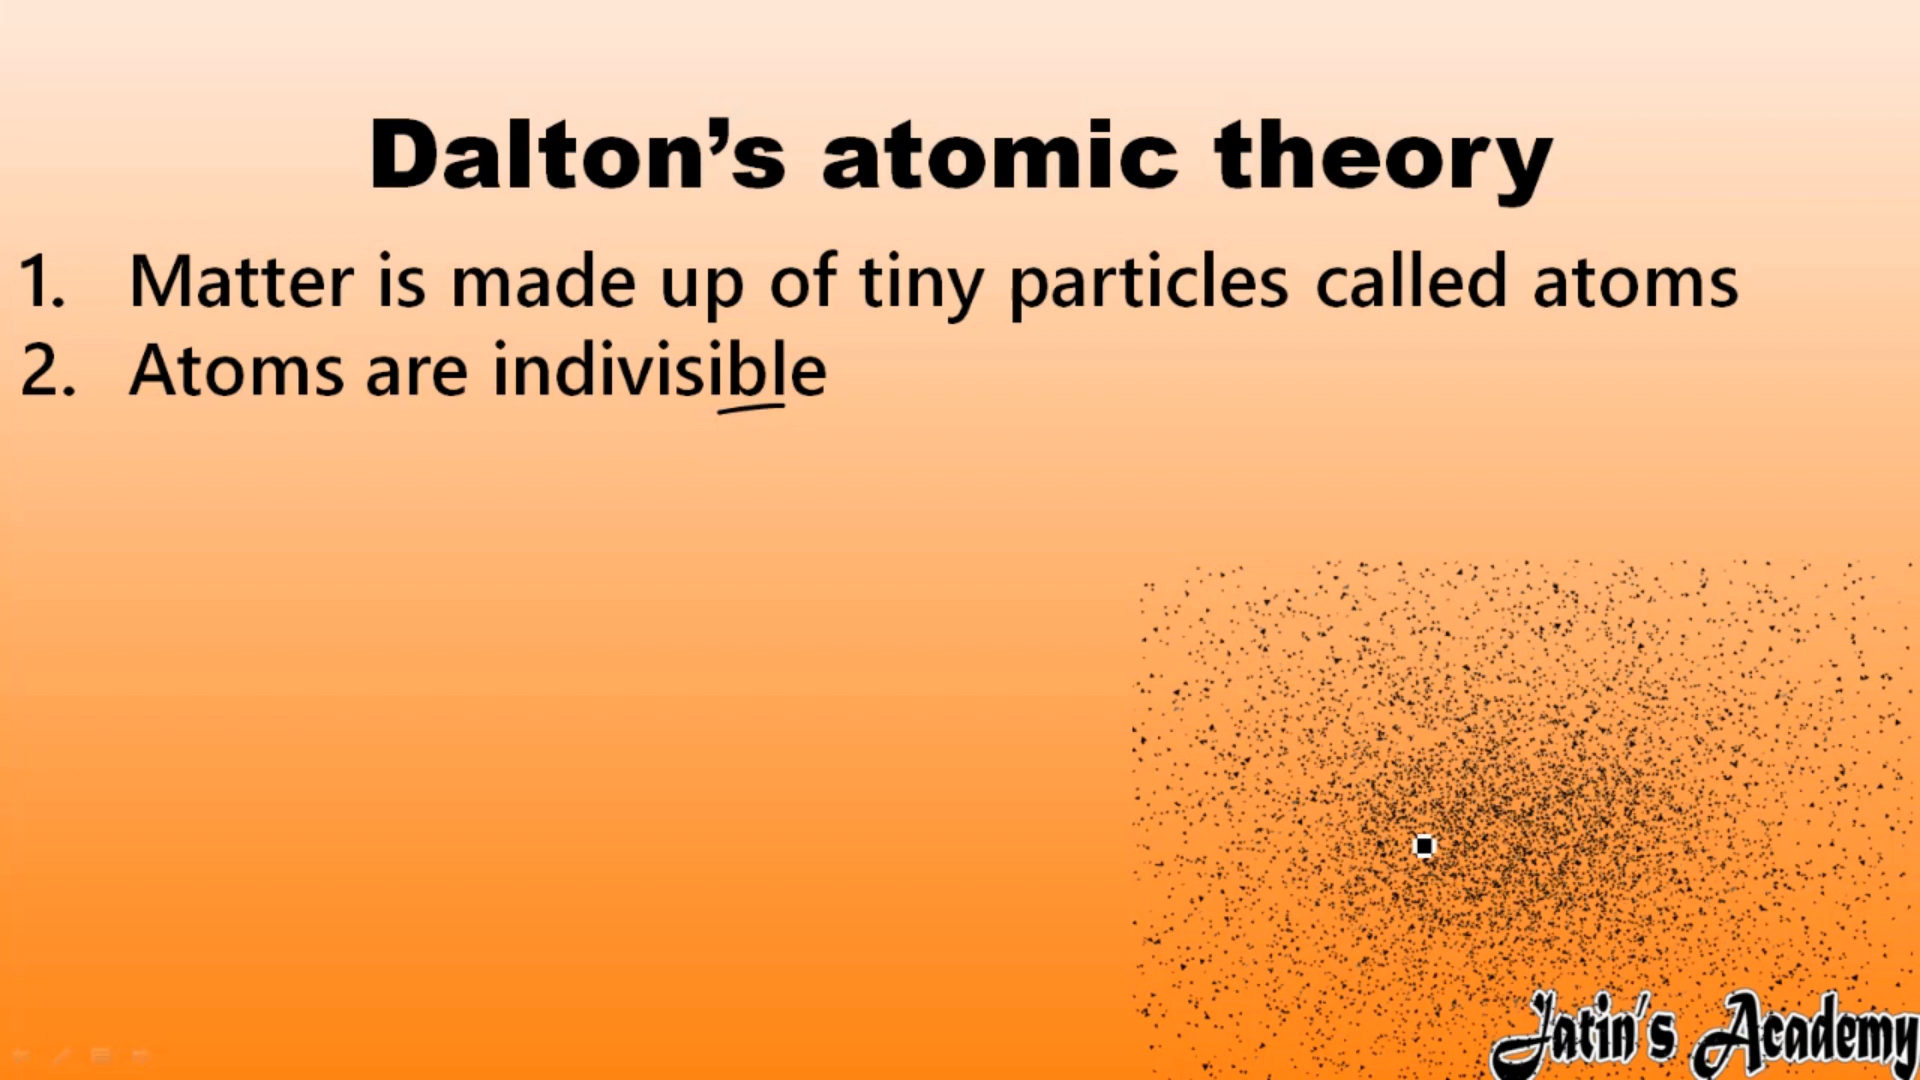 Dalton’s atomic theory
1. Matter is made up of tiny particles called atoms
2. Atoms are indivisible
Jatin's Academy